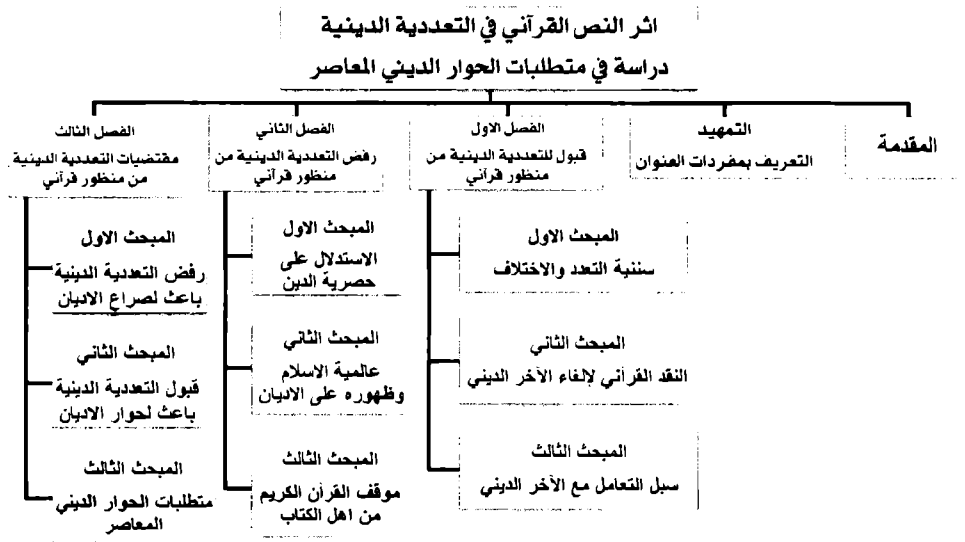 اثر النص القرآني في التعددية الدينية
دراسة في متطلبات الحوار الديني المعاصر
المقدمة
التمهيد
التعريف بمفردات العنوان
الفصل الاول
قبول للتعددية الدينية من
منظور قرآني
المبحث الاول
سننية التعدد والاختلاف
المبحث الثاني
النقد القرآني لإلغاء الآخر الديني
المبحث الثالث
سبل التعامل مع الآخر الديني
الفصل الثاني
رفض التعددية الدينية من
منظور قرآني
المبحث الاول
الاستدلال على
حصرية الدين
المبحث الثاني
عالمية الاسلام
وظهوره على الاديان
المبحث الثالث
موقف القرآن الكريم
من اهل الكتاب
الفصل الثالث
مقتضيات التعددية الدينية
من منظور قرآني
المبحث الاول
رفض التعددية الدينية
باعث لصراع الاديان
المبحث الثاني
قبول التعددية الدينية
باعث لحوار الاديان
المبحث الثالث
متطلبات الحوار الديني
المعاصر